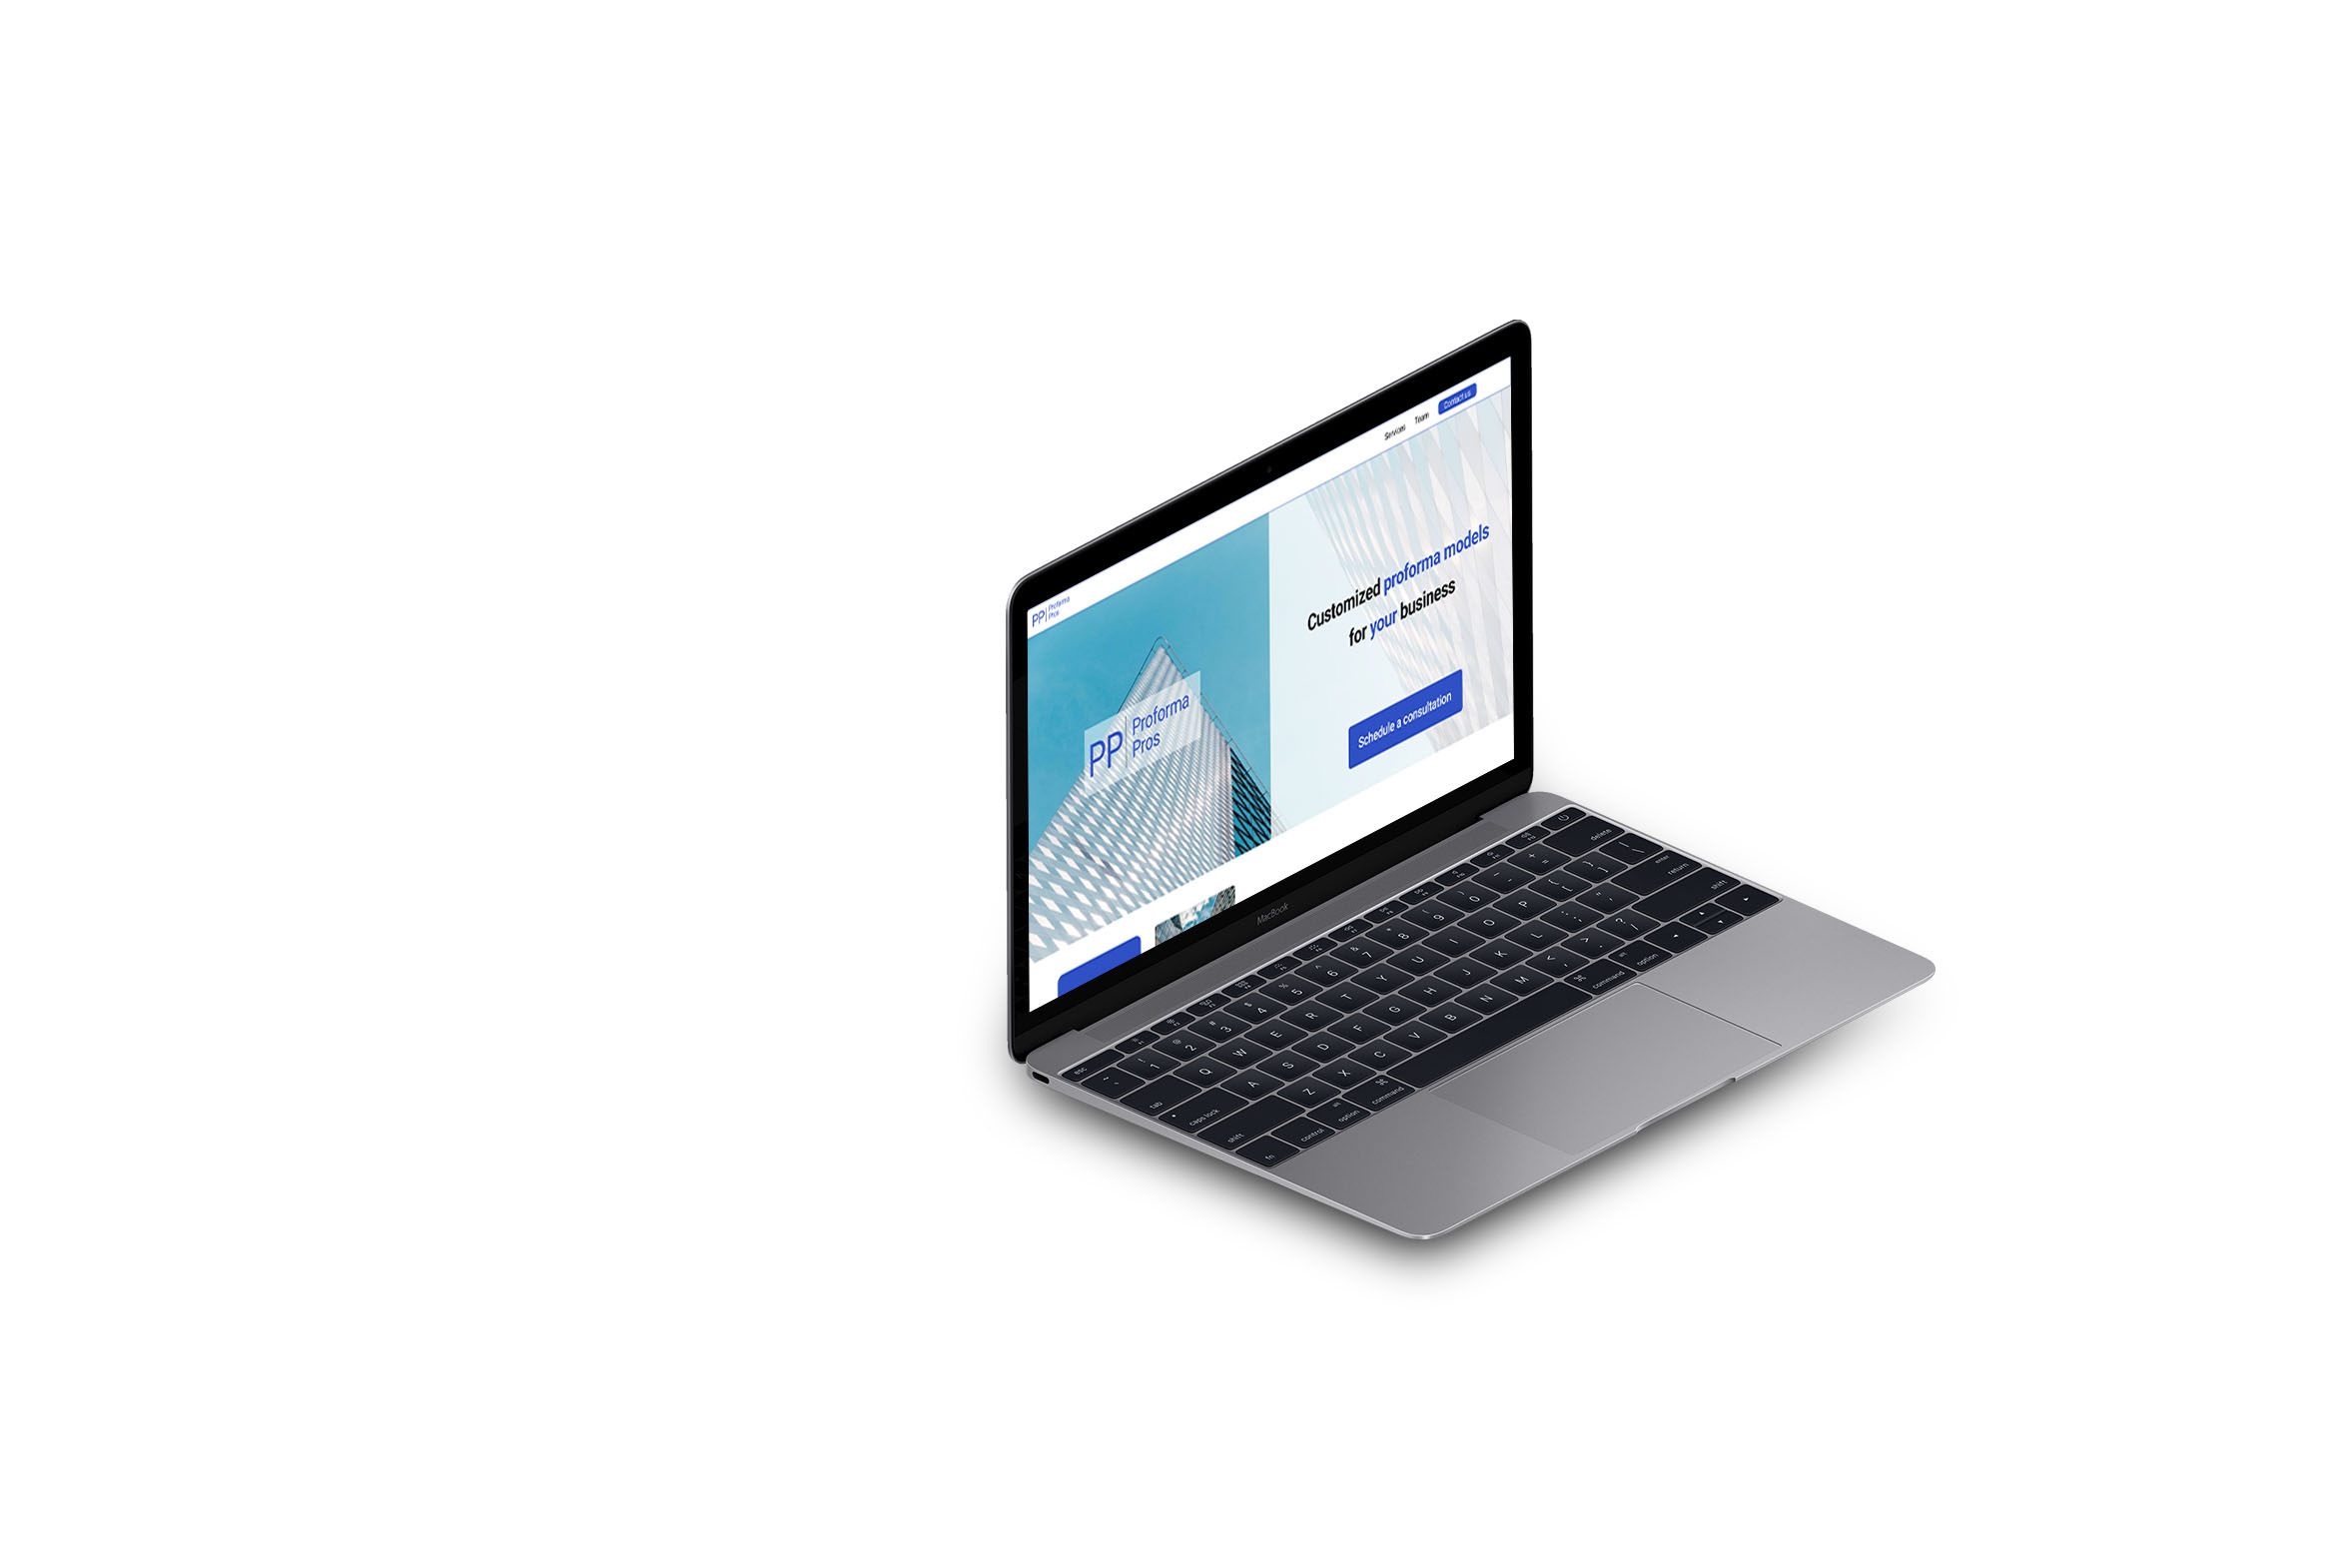 PP Proforma
Pros
Services Team Contact us
PP Proforma
Pros
Customized proforma models
for your business
Schedule a consultation
MacBook
esc
delete
tab Q W E R T Y U I O P
caps lock A S D F G H J K L enter
return
shift Z X C V B N M shift
fn control option command command option